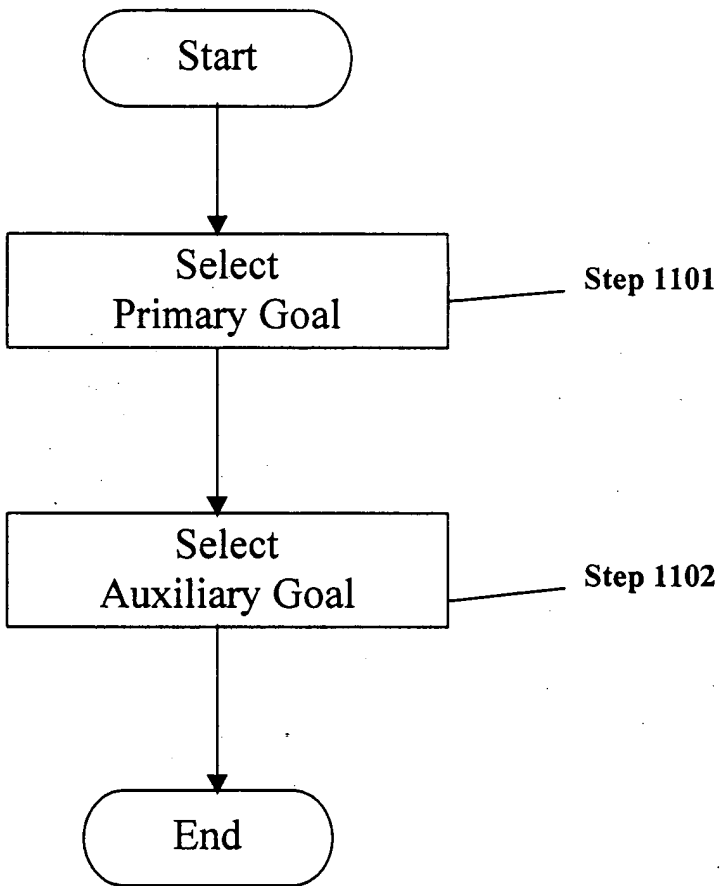 Start
Select
Primary Goal
Step 1101
Select
Auxiliary Goal
Step 1102
End